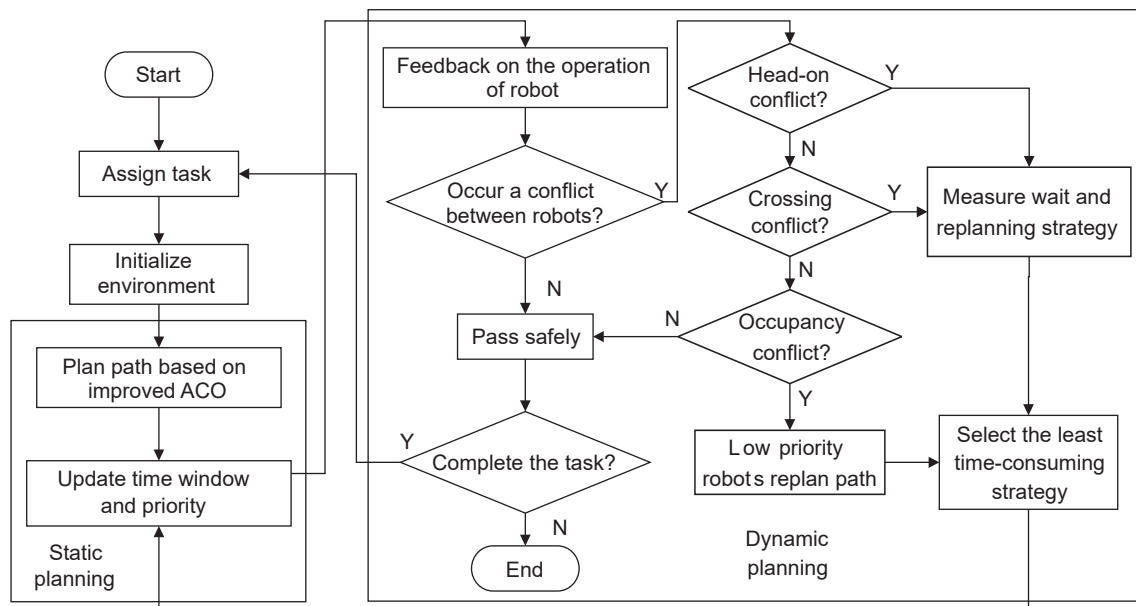 Start
Assign task
Initialize
environment
Plan path based on
improved ACO
Update time window
and priority
Static
planning
Feedback on the operation
of robot
Occur a conflict
between robots?
Y
N
Pass safely
Complete the task?
Y
N
End
Head-on
conflict?
Y
N
Crossing
conflict?
Y
N
Occupancy
conflict?
N
Y
Low priority
robots replan path
Measure wait and
replanning strategy
Select the least
time-consuming
strategy
Dynamic
planning